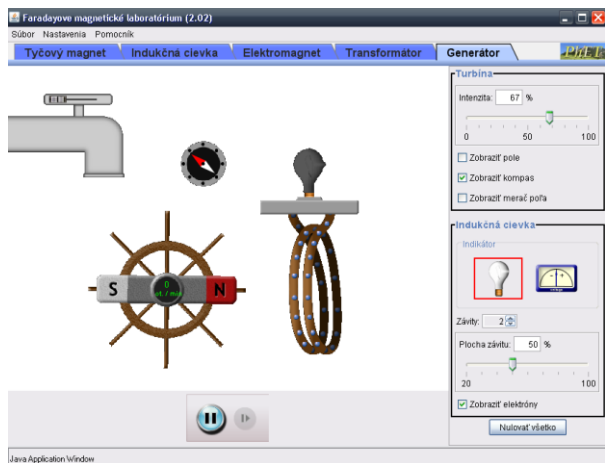 Faradayove magnetické laboratórium (2.02)
Súbor Nastavenia Pomocník
Tyčový magnet Indukčná cievka Elektromagnet Transformátor Generátor
PhET
Turbína
Intenzita: 67 %
0 50 100
Zobraziť pole
Zobraziť kompas
Zobraziť merač poľa
Indukčná cievka
Indikátor
Závity: 2
Plocha závitu: 50 %
20 100
Zobraziť elektróny
Nulovať všetko
S N
0
ot. / min
Java Application Window